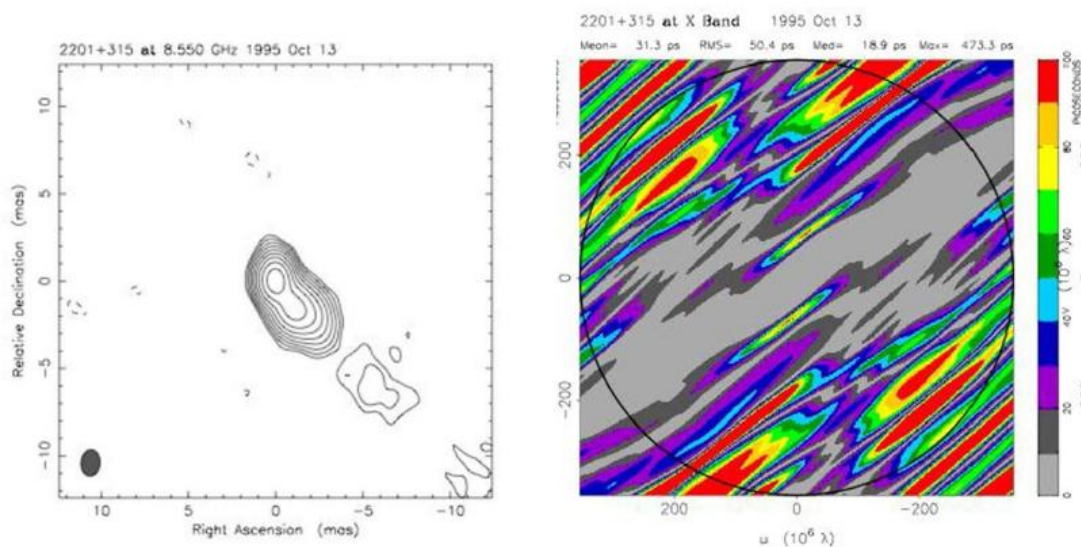 2201+315 at 8.550 GHz 1995 Oct 13
10
5
0
-5
-10
Relative Declination (mas)
10 5 0 -5 -10
Right Ascension (mas)
2201+315 at X Band 1995 Oct 13
Mean= 31.3 ps RMS= 50.4 ps Med= 18.9 ps Max= 473.3 ps
200
0
-200
200 0 -200
u (10⁶ λ)
100
80
60
40
20
0
PICOSECONDS
V (10⁶ λ)